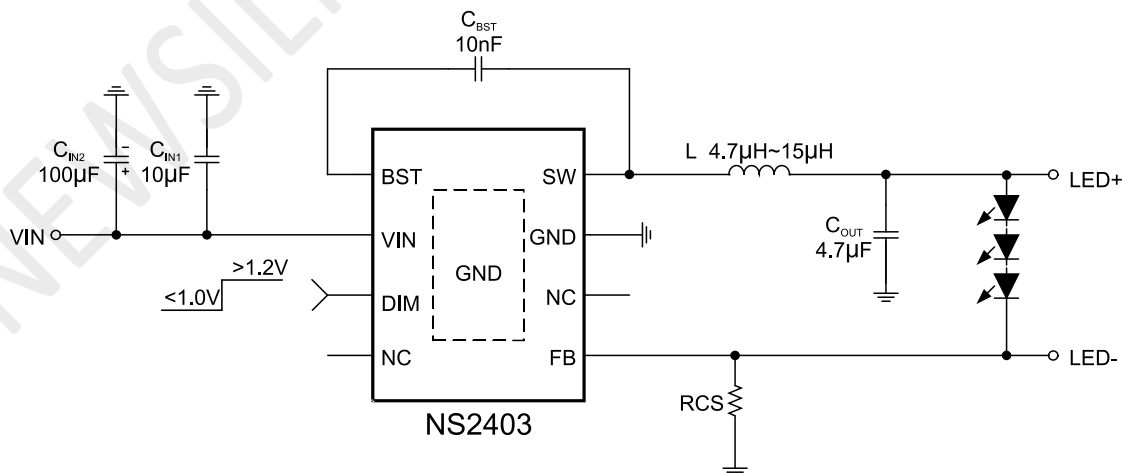 NEWSIL
C_BST
10nF
C_IN2
100µF
C_IN1
10µF
- 
+
BST
SW
L 4.7µH~15µH
LED+
VIN
VIN
GND
GND
C_OUT
4.7µF
>1.2V
<1.0V
DIM
NC
NC
FB
LED-
RCS
NS2403